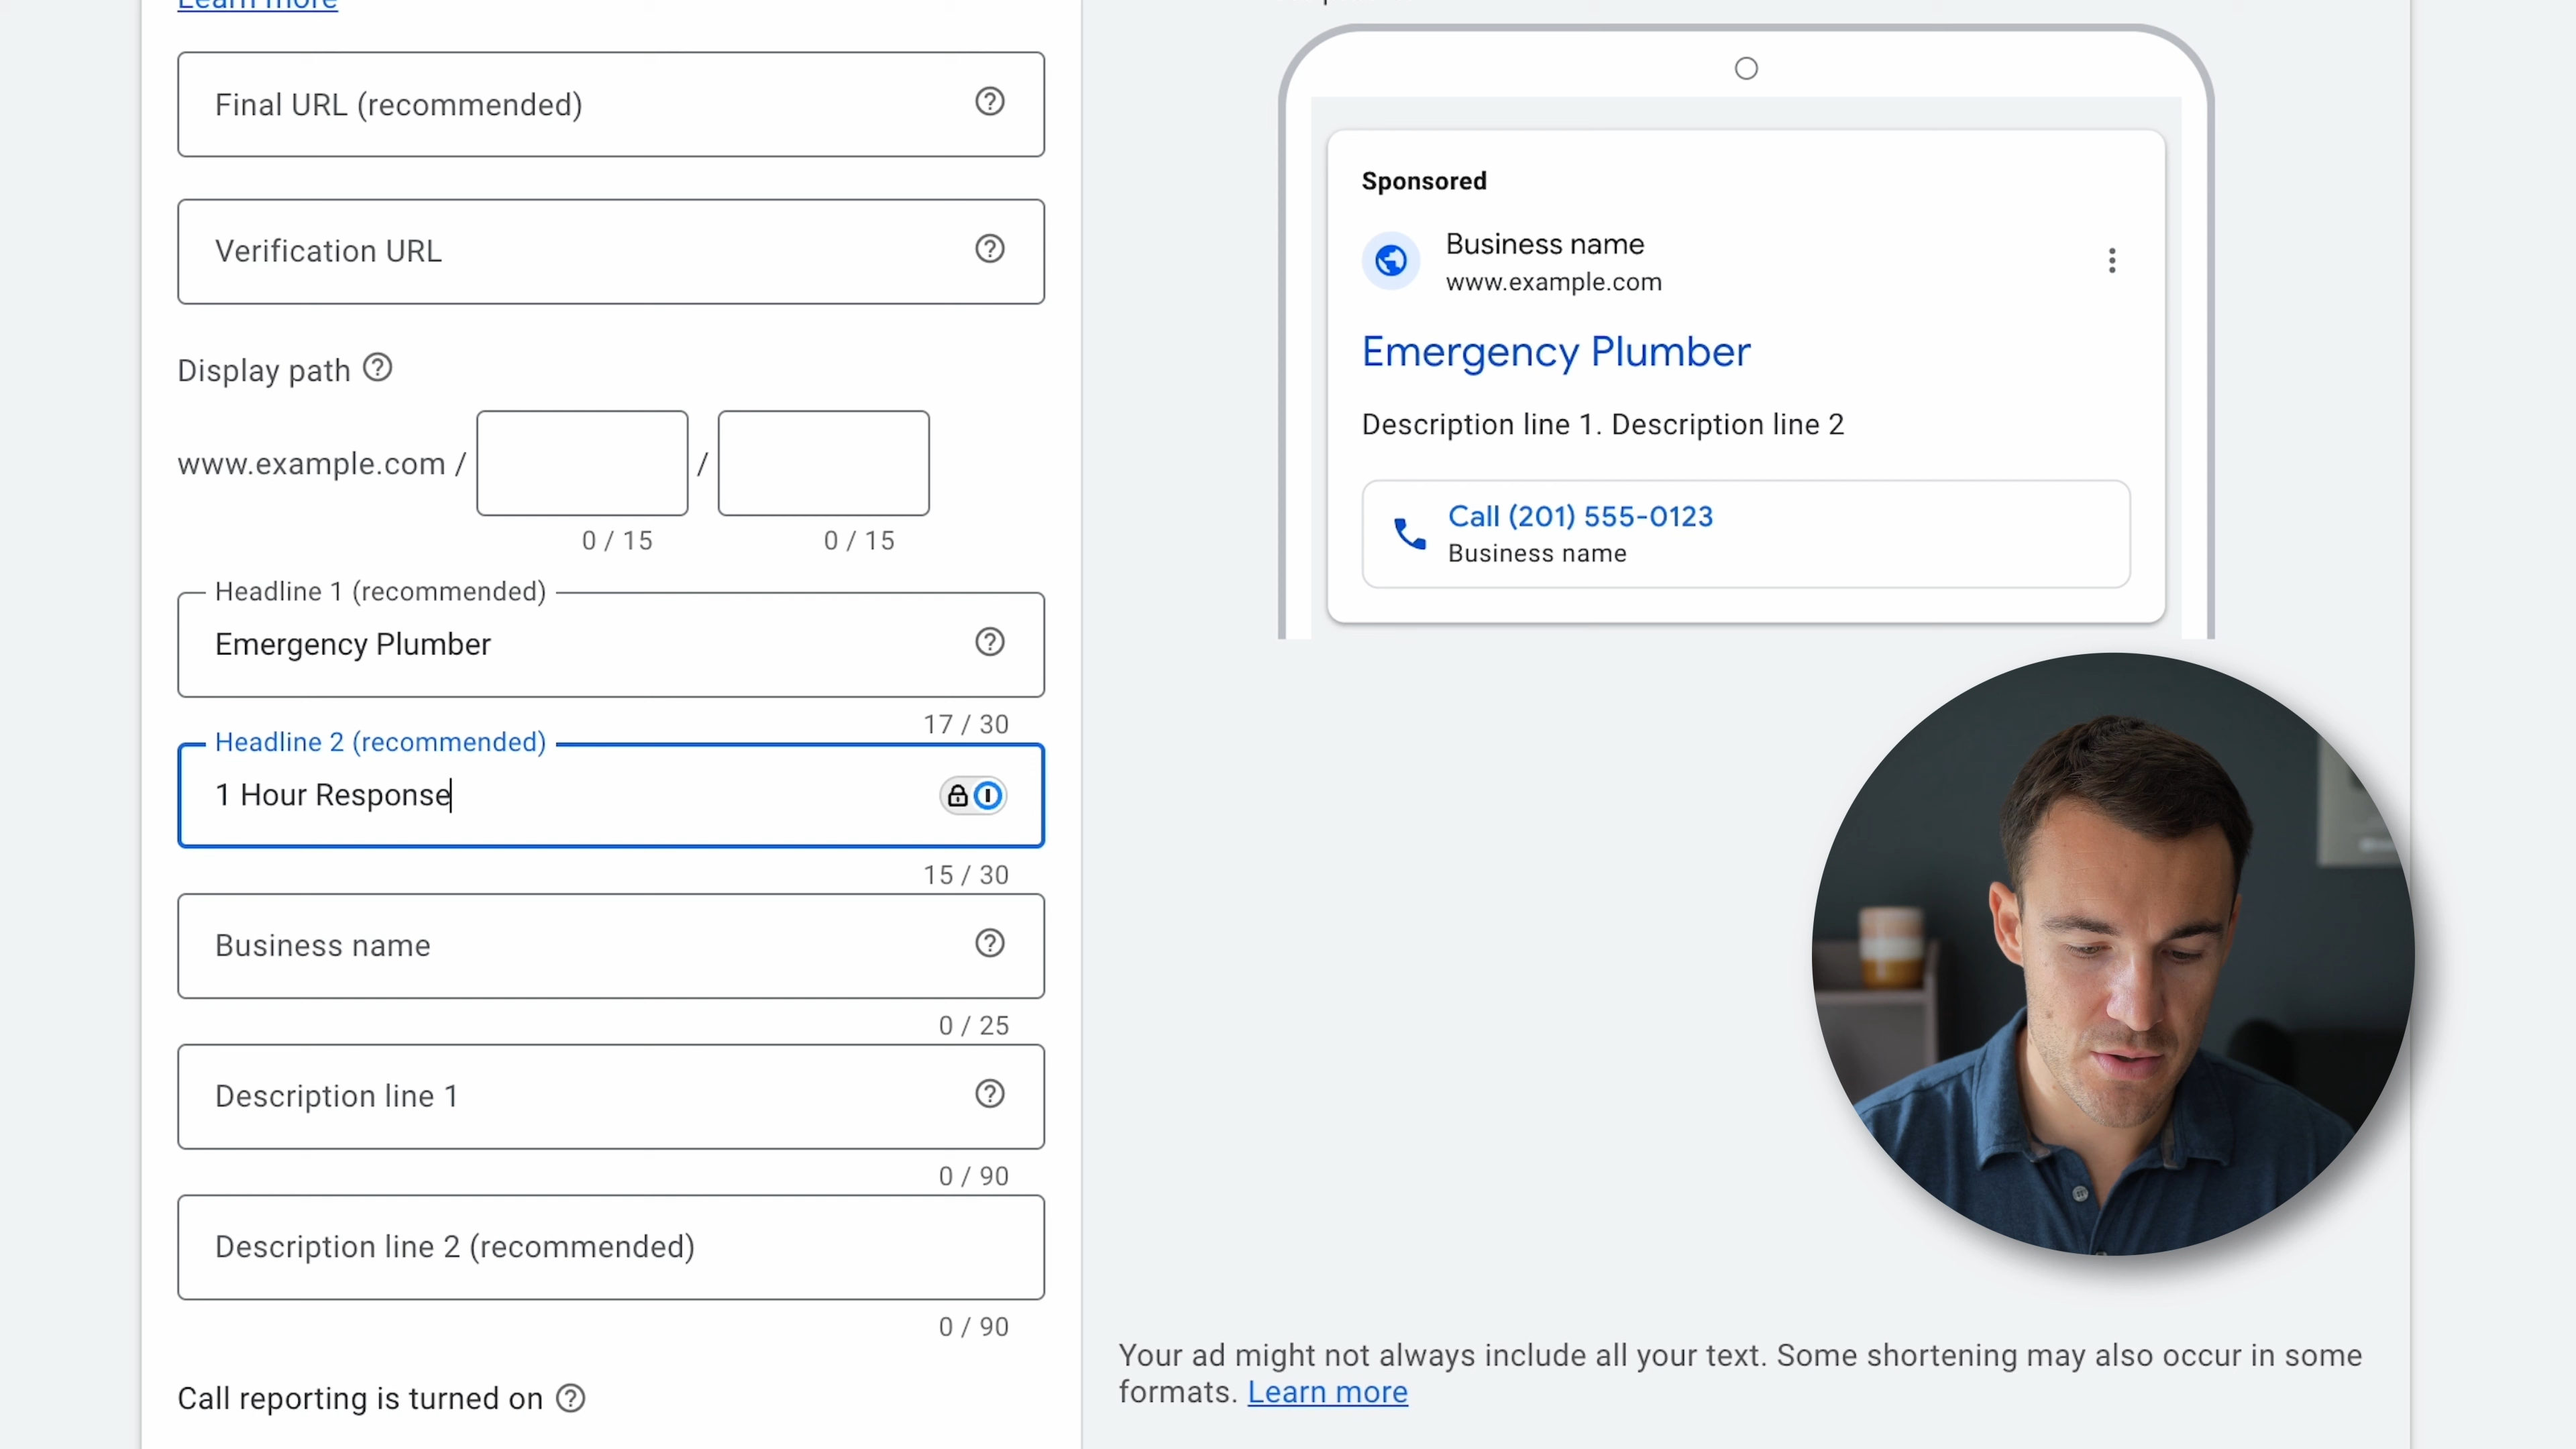 Learn more
Final URL (recommended)
Verification URL
Display path
www.example.com / /
0 / 15 0 / 15
Headline 1 (recommended)
Emergency Plumber
17 / 30
Headline 2 (recommended)
1 Hour Response
15 / 30
Business name
0 / 25
Description line 1
0 / 90
Description line 2 (recommended)
0 / 90
Call reporting is turned on
Sponsored
Business name
www.example.com
Emergency Plumber
Description line 1. Description line 2
Call (201) 555-0123
Business name
Your ad might not always include all your text. Some shortening may also occur in some
formats. Learn more